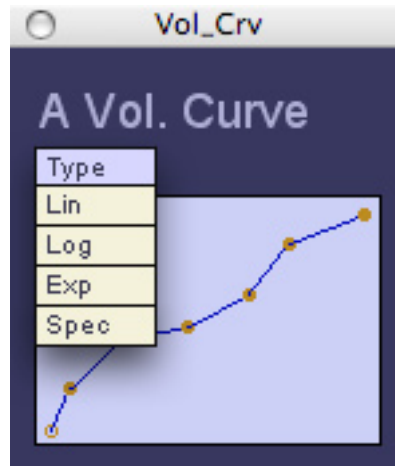 Vol_Crv
A Vol. Curve
Type
Lin
Log
Exp
Spec